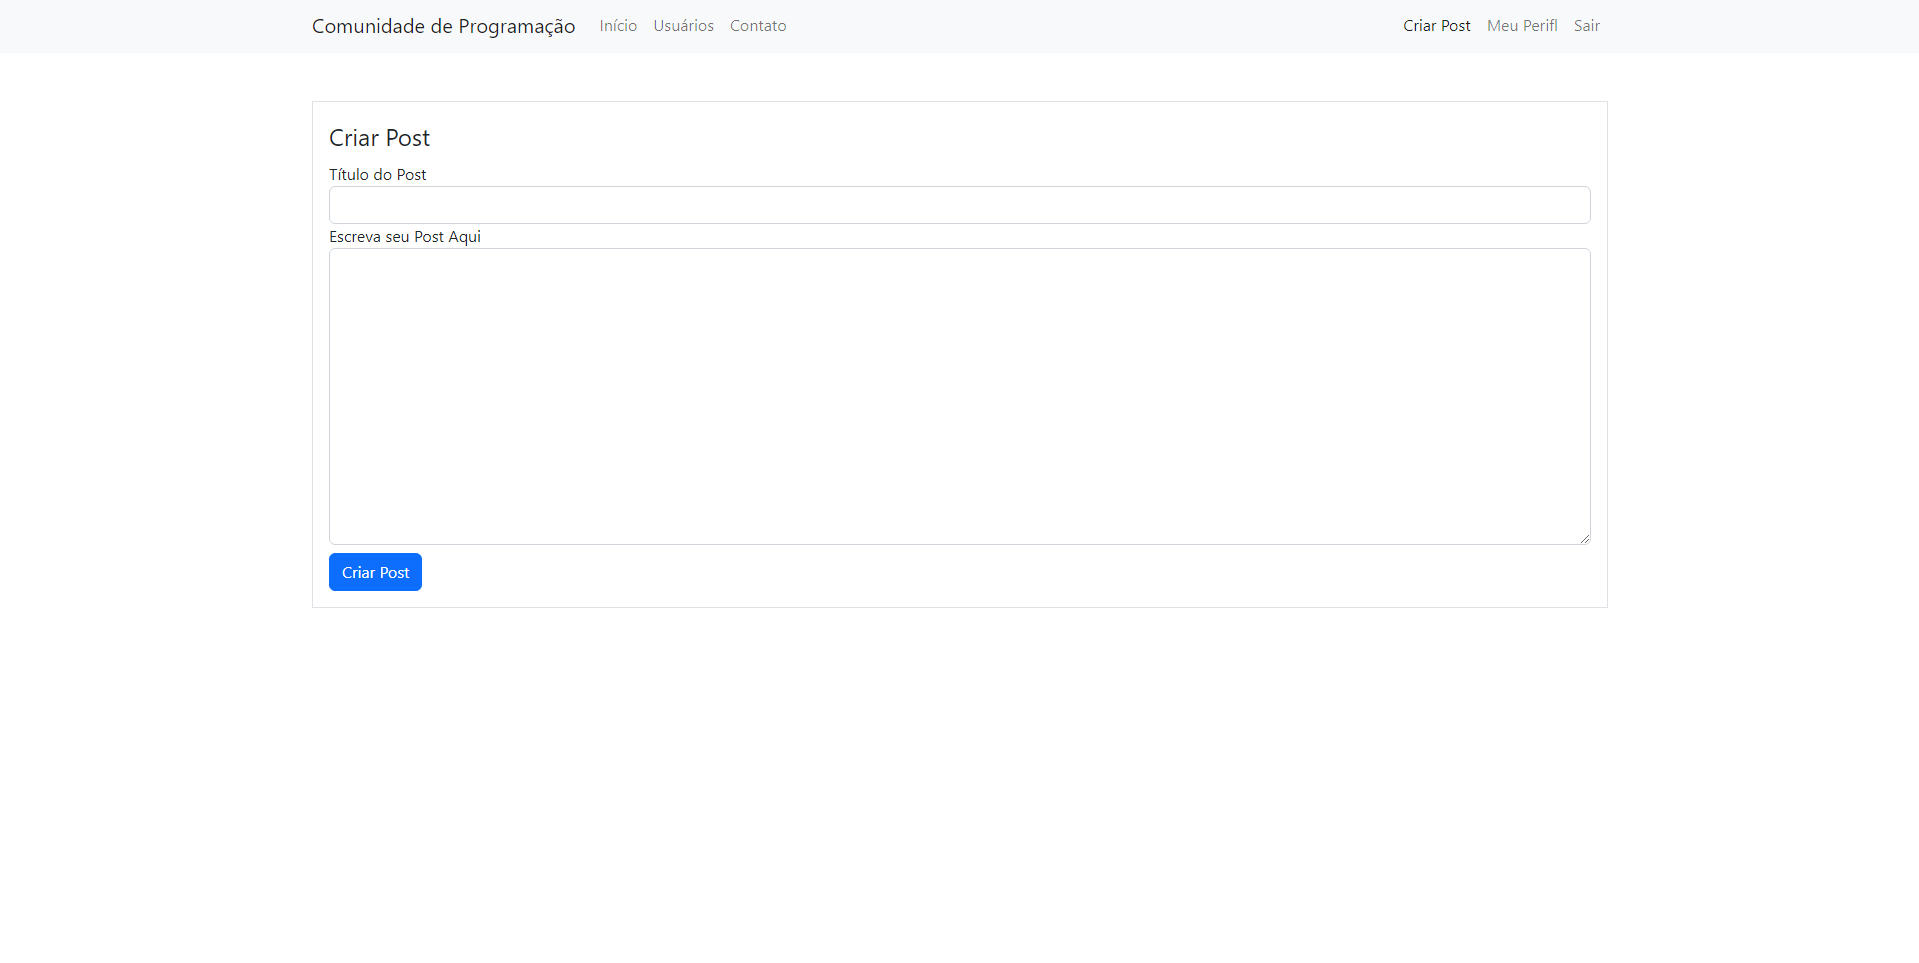 Comunidade de Programação Início Usuários Contato Criar Post Meu Perifl Sair
Criar Post
Título do Post
Escreva seu Post Aqui
Criar Post